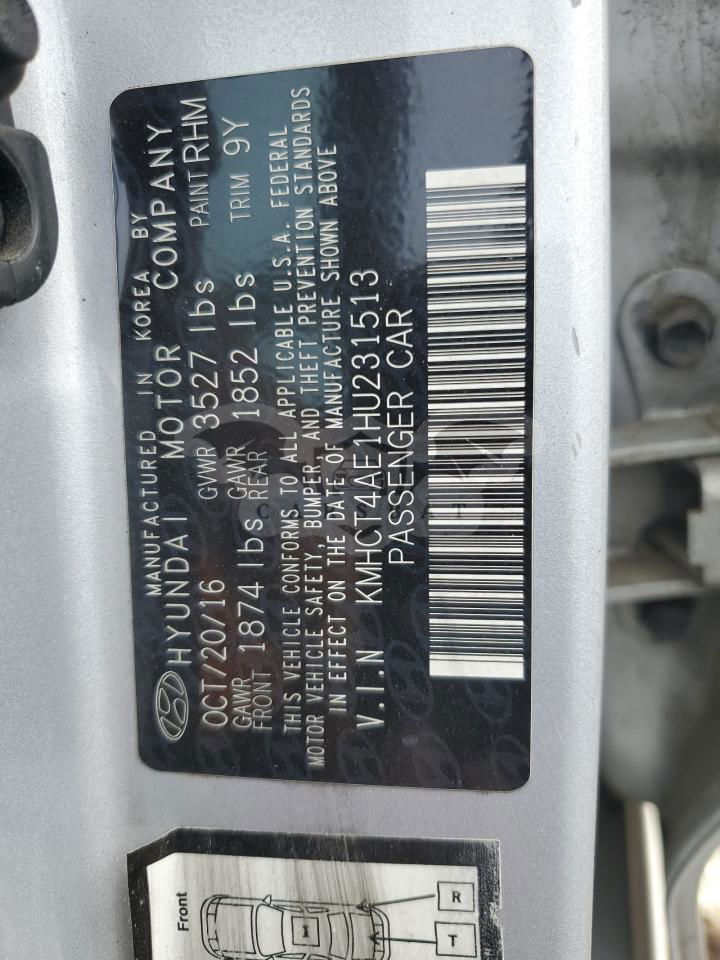 MANUFACTURED IN KOREA BY
HYUNDAI MOTOR COMPANY
OCT/20/16 GVWR 3527 lbs PAINT RHM
GAWR FRONT 1874 lbs GAWR REAR 1852 lbs TRIM 9Y
THIS VEHICLE CONFORMS TO ALL APPLICABLE U.S.A. FEDERAL
MOTOR VEHICLE SAFETY, BUMPER, AND THEFT PREVENTION STANDARDS
IN EFFECT ON THE DATE OF MANUFACTURE SHOWN ABOVE
V.I.N KMHCT4AE1HU231513
PASSENGER CAR
Front
R
I
T